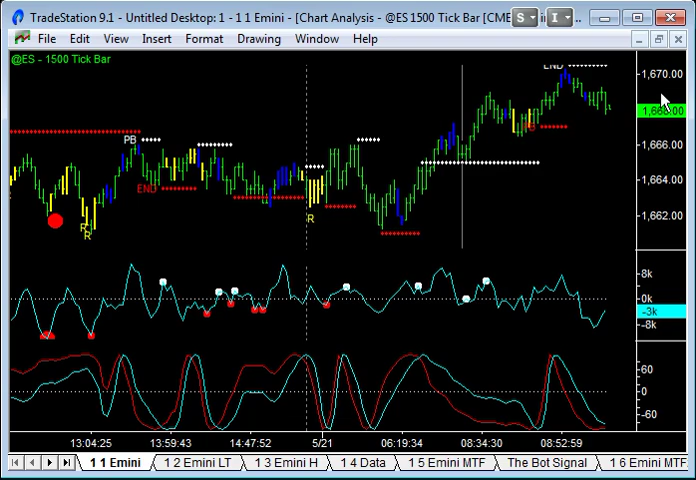 TradeStation 9.1 - Untitled Desktop: 1 - 1 1 Emini - [Chart Analysis - @ES 1500 Tick Bar [CME
S
I
File Edit View Insert Format Drawing Window Help
@ES - 1500 Tick Bar
END
1,670.00
1,668.00
PB
1,666.00
END
1,664.00
R
1,662.00
R
R
8k
0k
-3k
-8k
60
0
-60
13:04:25 13:59:43 14:47:52 5/21 06:19:34 08:34:30 08:52:59
1 1 Emini 1 2 Emini LT 1 3 Emini H 1 4 Data 1 5 Emini MTF The Bot Signal 1 6 Emini MTF